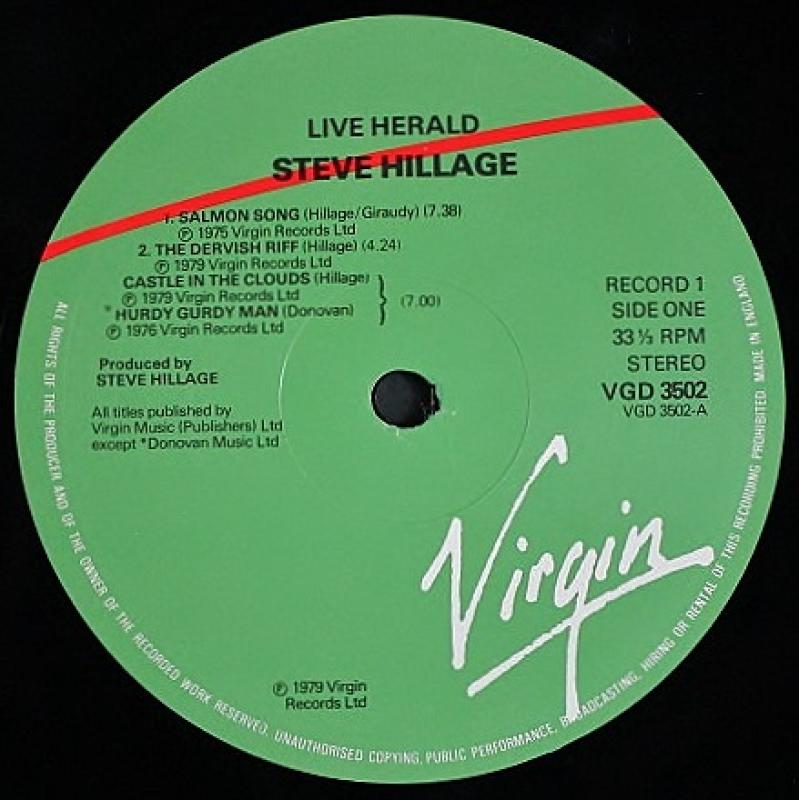 LIVE HERALD
STEVE HILLAGE
1. SALMON SONG (Hillage/Giraudy) (7.38)
℗ 1975 Virgin Records Ltd
2. THE DERVISH RIFF (Hillage) (4.24)
℗ 1979 Virgin Records Ltd
CASTLE IN THE CLOUDS (Hillage)
℗ 1979 Virgin Records Ltd
*HURDY GURDY MAN (Donovan)
℗ 1976 Virgin Records Ltd
(7.00)
Produced by
STEVE HILLAGE
All titles published by
Virgin Music (Publishers) Ltd
except *Donovan Music Ltd
RECORD 1
SIDE ONE
33⅓ RPM
STEREO
VGD 3502
VGD 3502-A
Virgin
℗ 1979 Virgin
Records Ltd
ALL RIGHTS OF THE PRODUCER AND OF THE OWNER OF THE RECORDED WORK RESERVED. UNAUTHORISED COPYING, PUBLIC PERFORMANCE, BROADCASTING, HIRING OR RENTAL OF THIS RECORDING PROHIBITED. MADE IN ENGLAND